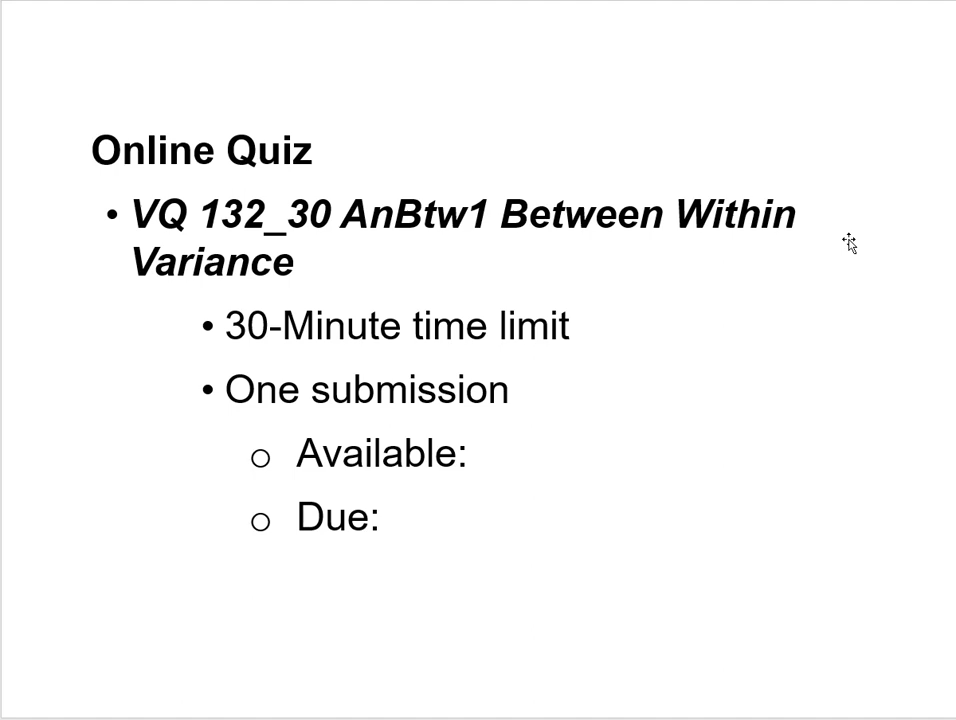 Online Quiz
• VQ 132_30 AnBtw1 Between Within
Variance
• 30-Minute time limit
• One submission
o Available:
o Due: